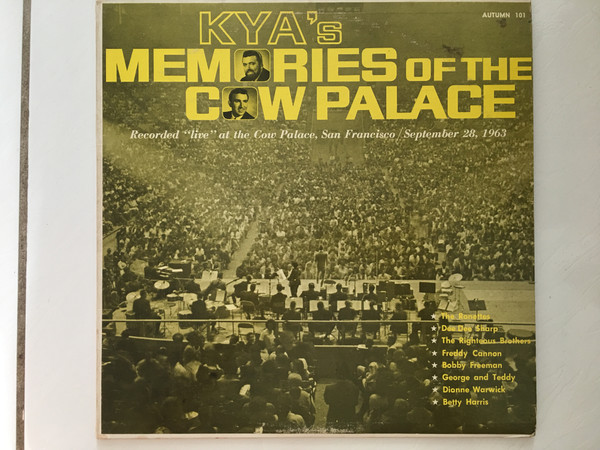 KYA's
AUTUMN 101
MEMORIES OF THE
COW PALACE
Recorded "live" at the Cow Palace, San Francisco / September 28, 1963
★ The Ronettes
★ Dee Dee Sharp
★ The Righteous Brothers
★ Freddy Cannon
★ Bobby Freeman
★ George and Teddy
★ Dionne Warwick
★ Betty Harris